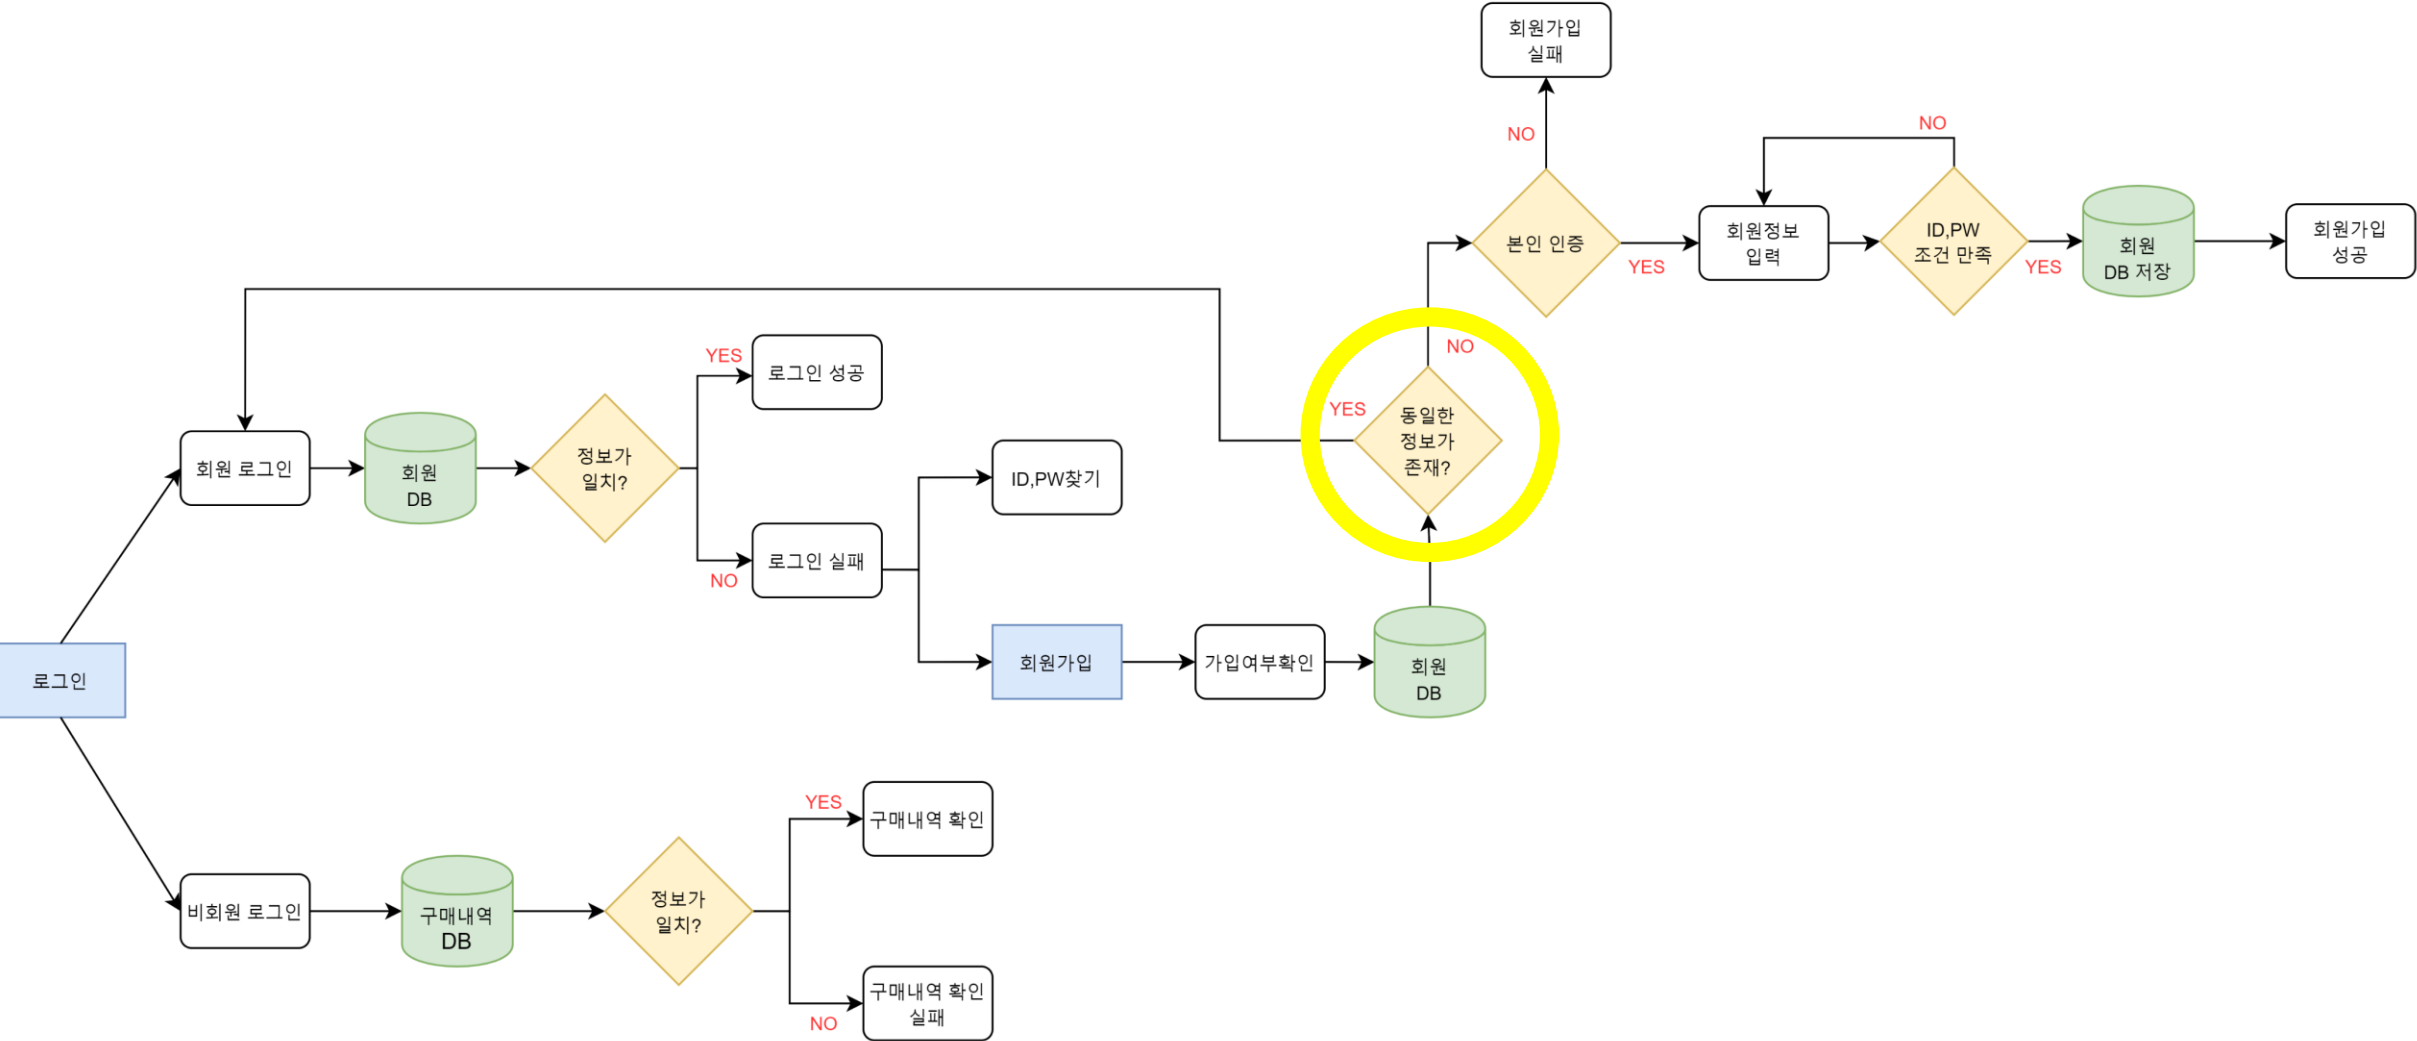 회원가입
실패
NO
NO
본인 인증
YES
회원정보
입력
ID,PW
조건 만족
YES
회원
DB 저장
회원가입
성공
NO
YES
동일한
정보가
존재?
YES
로그인 성공
회원 로그인
회원
DB
정보가
일치?
NO
로그인 실패
ID,PW찾기
로그인
회원가입
가입여부확인
회원
DB
YES
구매내역 확인
비회원 로그인
구매내역
DB
정보가
일치?
NO
구매내역 확인
실패